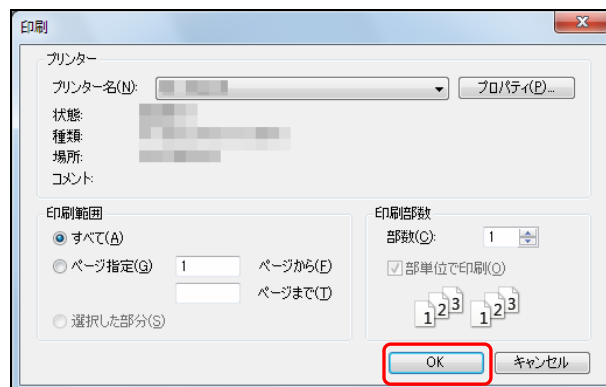 印刷
プリンター
プリンター名(N): プロパティ(P)...
状態:
種類:
場所:
コメント:
印刷範囲
すべて(A)
ページ指定(G) 1 ページから(F)
ページまで(T)
選択した部分(S)
印刷部数
部数(C): 1
部単位で印刷(O)
1 2 3 1 2 3
OK キャンセル